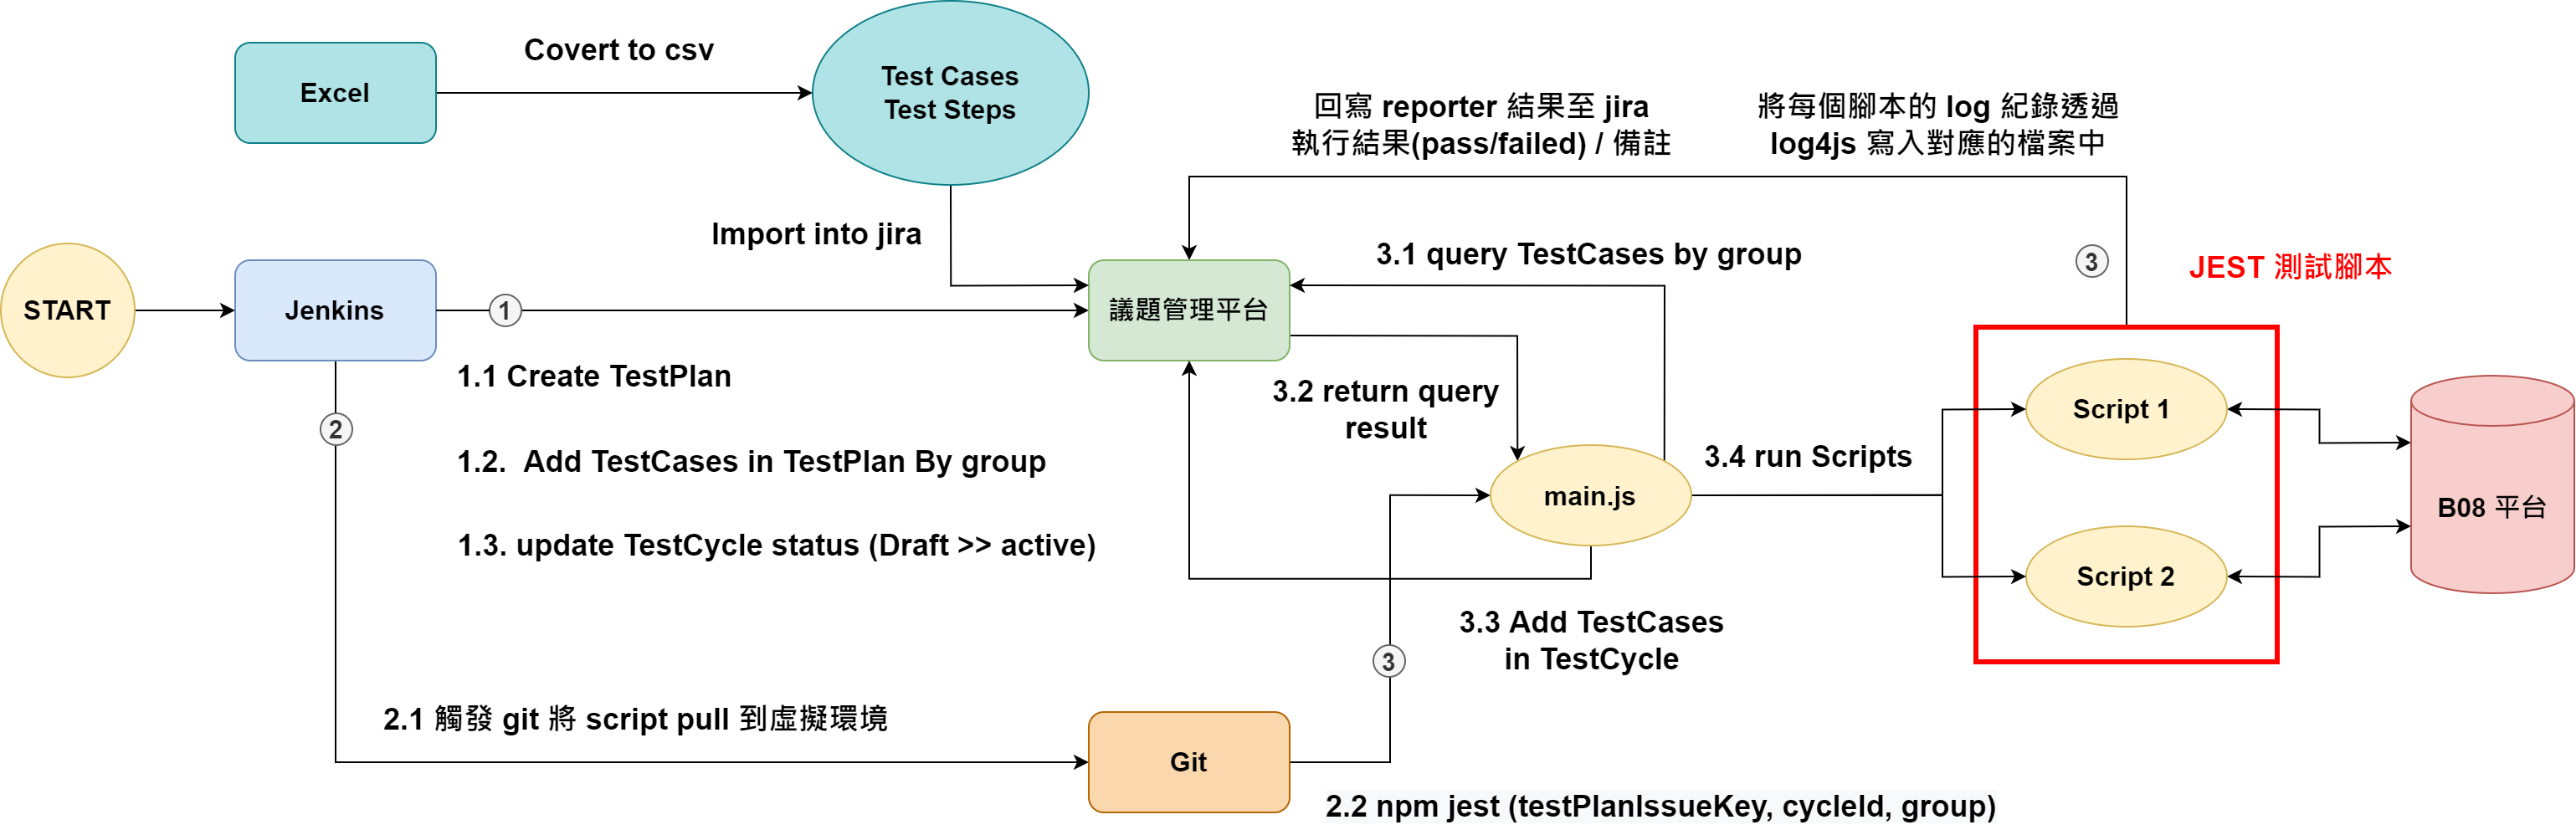 Excel
Covert to csv
Test Cases
Test Steps
回寫 reporter 結果至 jira
執行結果(pass/failed) / 備註
將每個腳本的 log 紀錄透過
log4js 寫入對應的檔案中
Import into jira
3.1 query TestCases by group
3
JEST 測試腳本
START
Jenkins
1
議題管理平台
1.1 Create TestPlan
3.2 return query
result
2
Script 1
1.2.  Add TestCases in TestPlan By group
3.4 run Scripts
main.js
B08 平台
1.3. update TestCycle status (Draft >> active)
Script 2
3.3 Add TestCases
in TestCycle
3
2.1 觸發 git 將 script pull 到虛擬環境
Git
2.2 npm jest (testPlanIssueKey, cycleId, group)